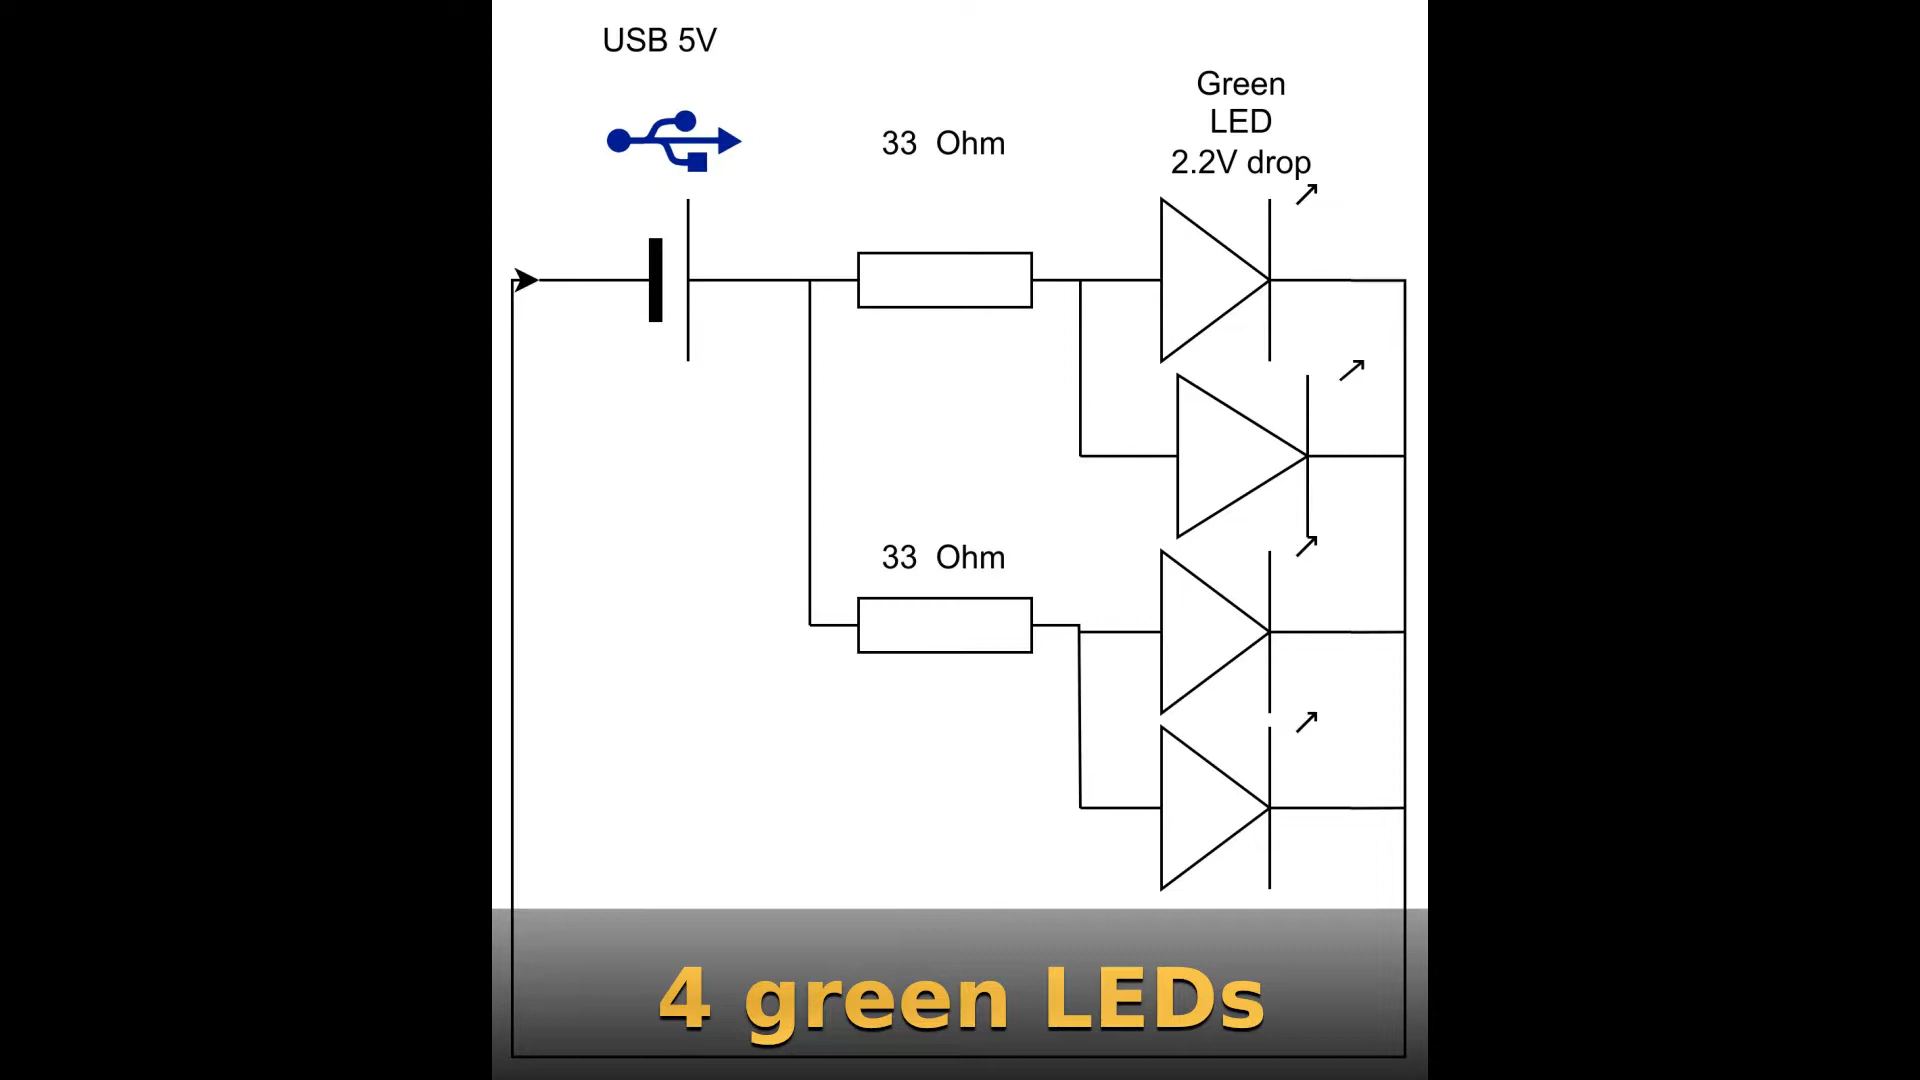 USB 5V
Green
LED
2.2V drop
33 Ohm
33 Ohm
4 green LEDs